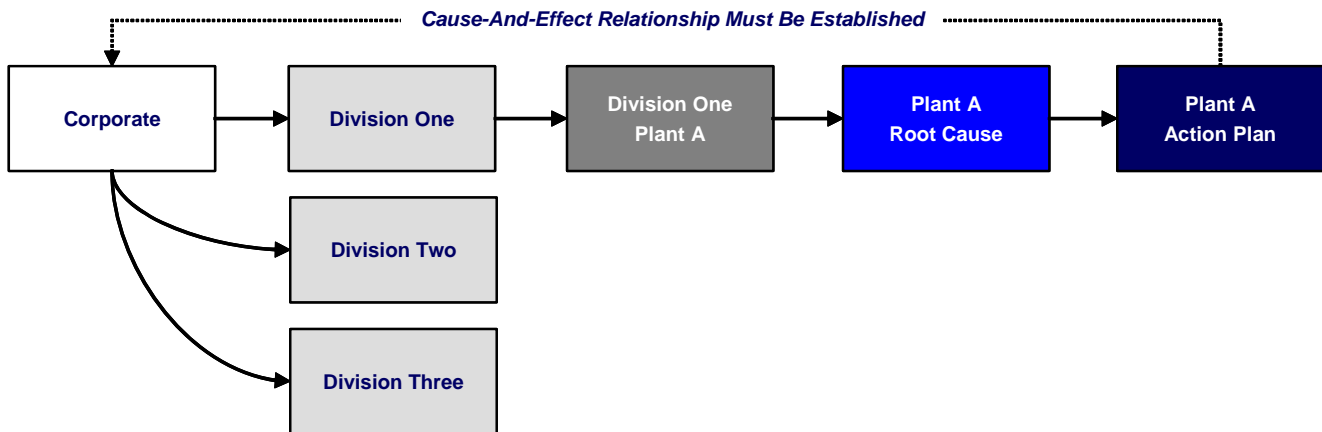 Cause-And-Effect Relationship Must Be Established
Corporate
Division One
Division One
Plant A
Plant A
Root Cause
Plant A
Action Plan
Division Two
Division Three